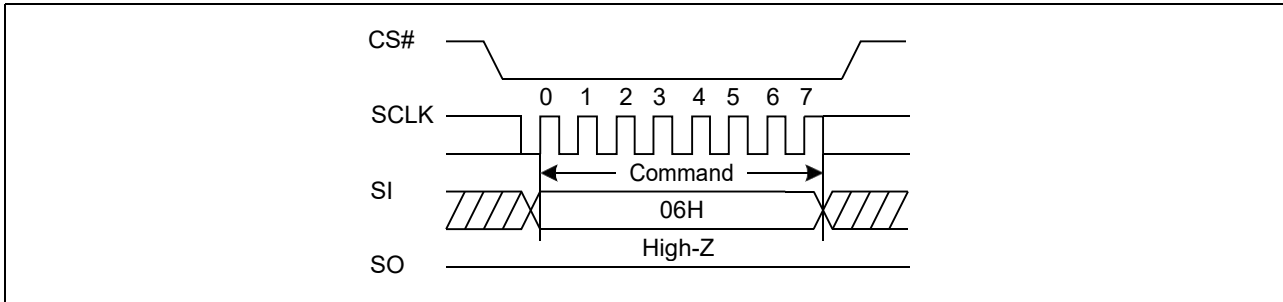 CS#
0 1 2 3 4 5 6 7
SCLK
Command
SI
06H
High-Z
SO